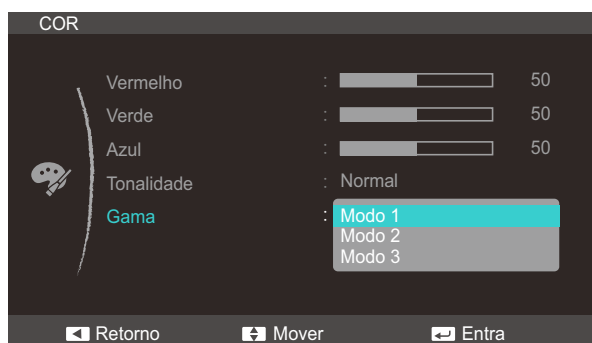 COR
Vermelho : 50
Verde : 50
Azul : 50
Tonalidade : Normal
Gama : Modo 1
Modo 2
Modo 3
Retorno Mover Entra